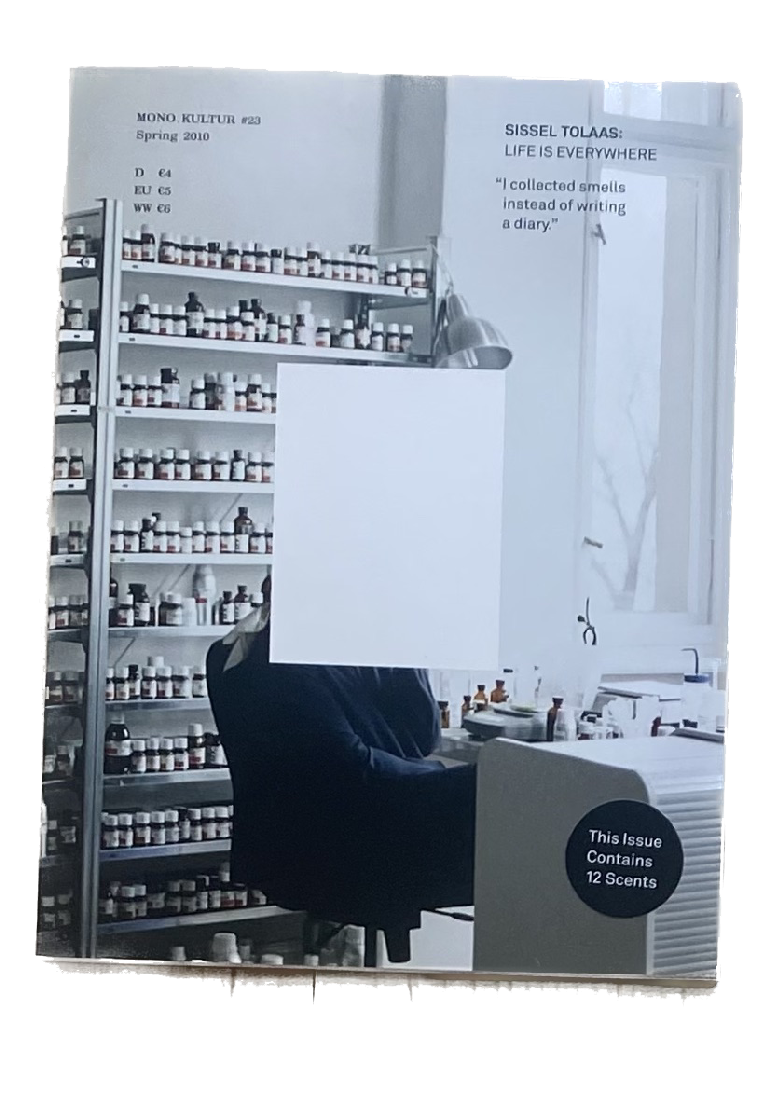 MONO.KULTUR #23
Spring 2010
D €4
EU €5
WW €6
SISSEL TOLAAS:
LIFE IS EVERYWHERE
“I collected smells
instead of writing
a diary.”
This Issue
Contains
12 Scents